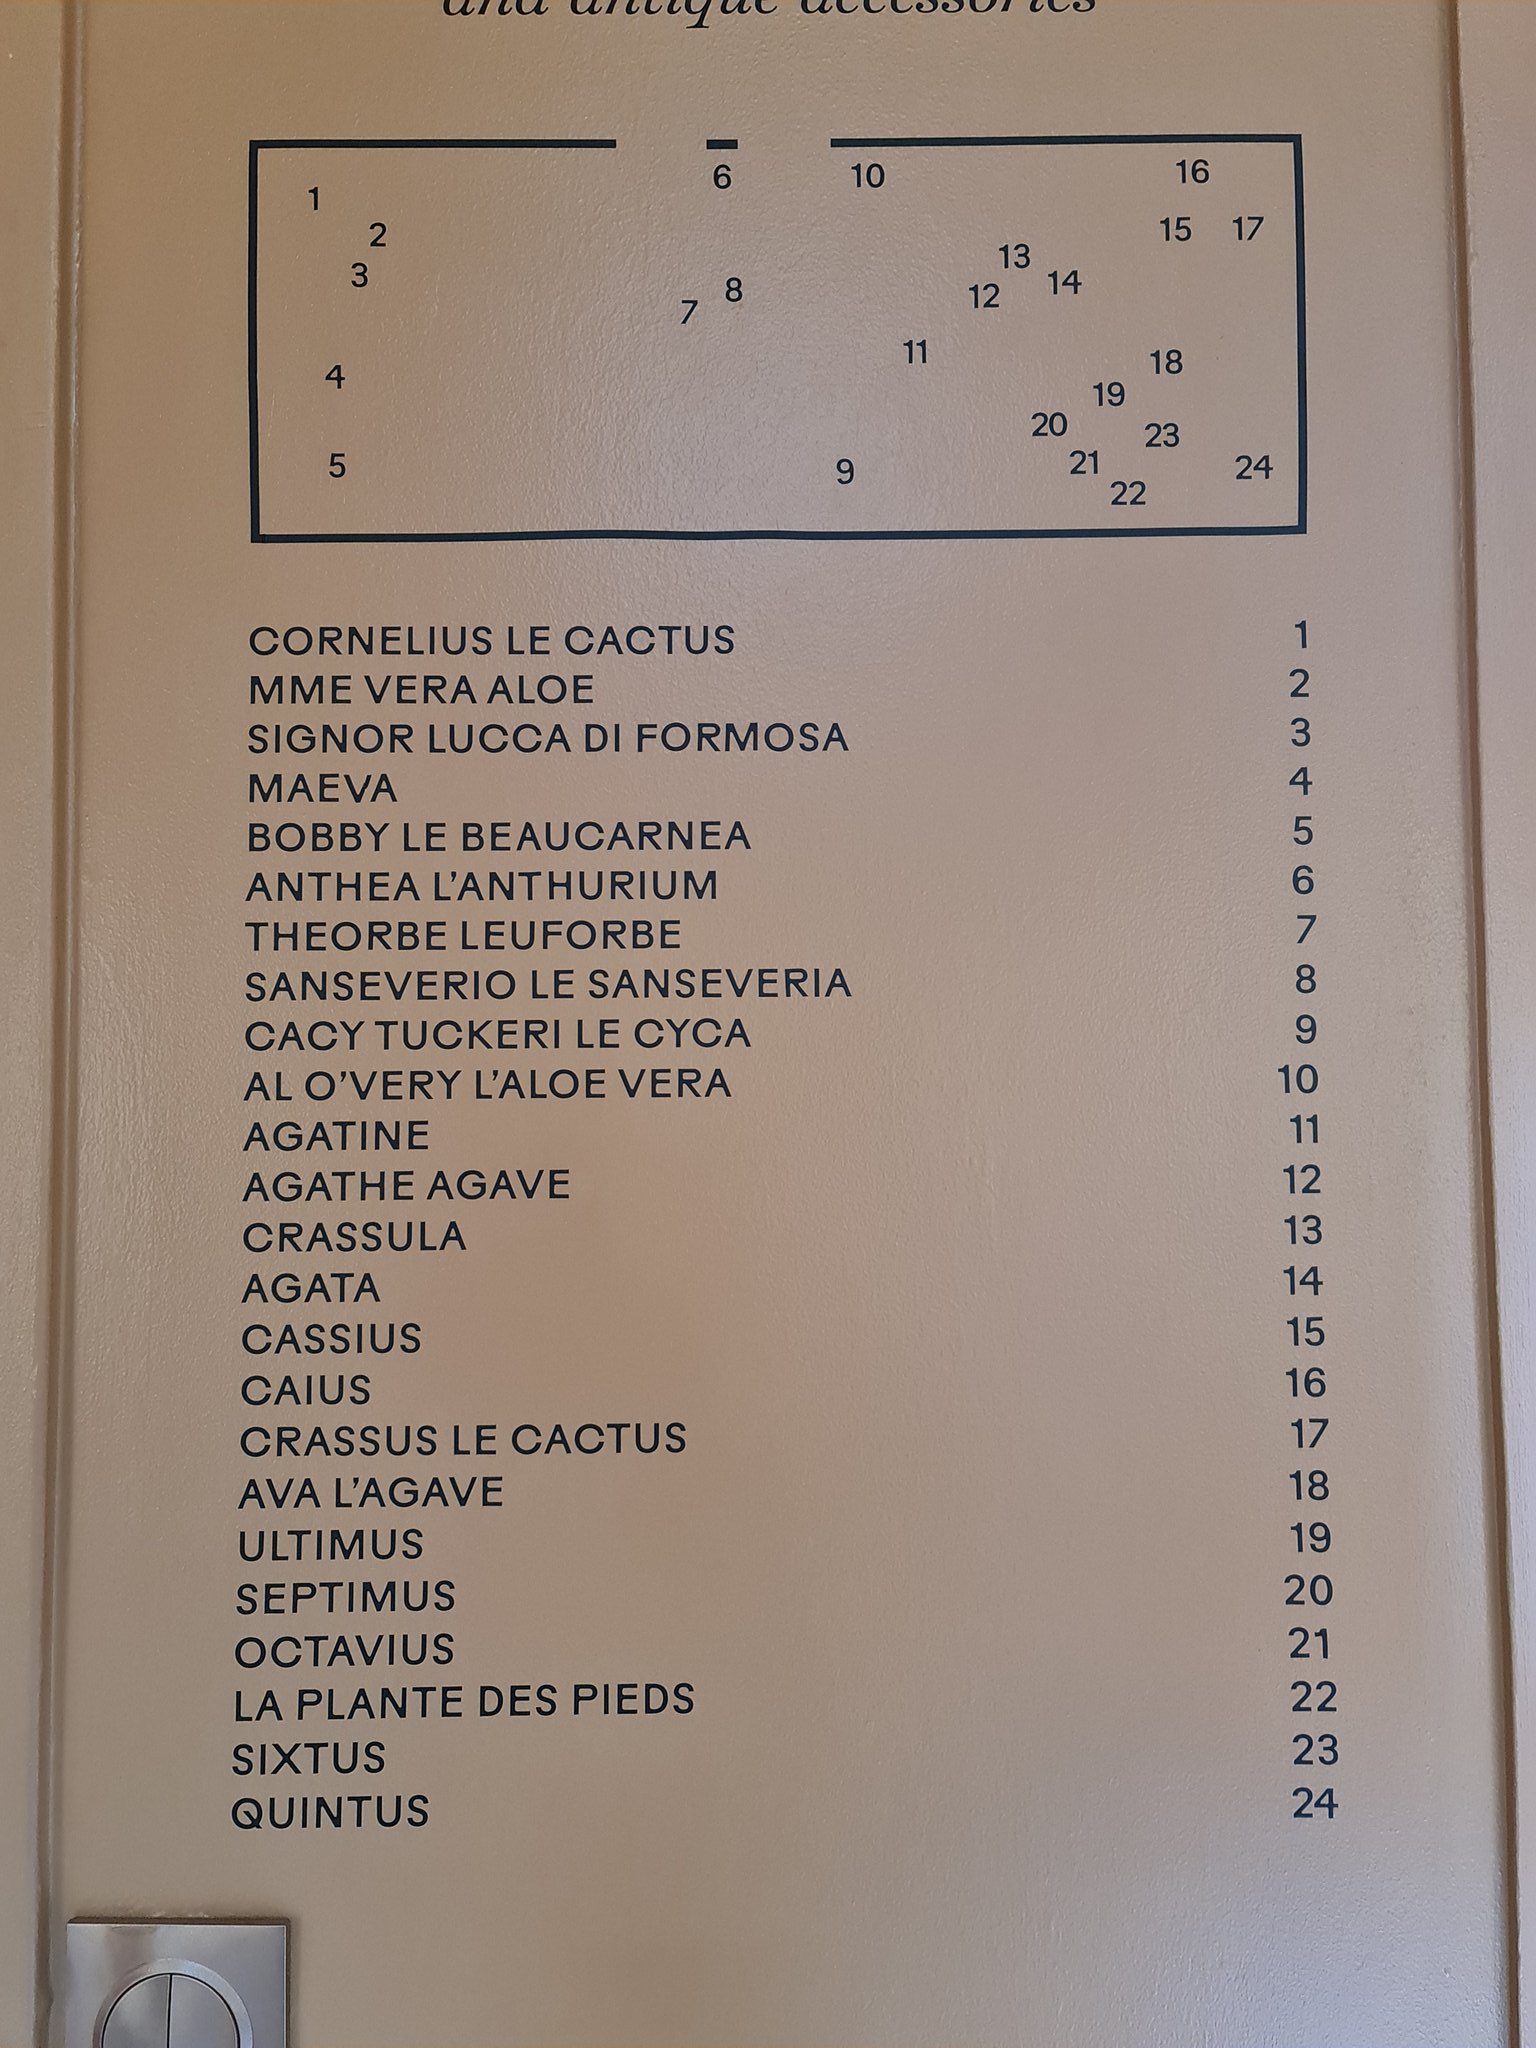 and antique accessories
1
6
10
16
2
15
17
3
13
14
7
8
12
11
4
18
19
20
23
5
9
21
24
22
CORNELIUS LE CACTUS 1
MME VERA ALOE 2
SIGNOR LUCCA DI FORMOSA 3
MAEVA 4
BOBBY LE BEAUCARNEA 5
ANTHEA L'ANTHURIUM 6
THEORBE LEUFORBE 7
SANSEVERIO LE SANSEVERIA 8
CACY TUCKERI LE CYCA 9
AL O'VERY L'ALOE VERA 10
AGATINE 11
AGATHE AGAVE 12
CRASSULA 13
AGATA 14
CASSIUS 15
CAIUS 16
CRASSUS LE CACTUS 17
AVA L'AGAVE 18
ULTIMUS 19
SEPTIMUS 20
OCTAVIUS 21
LA PLANTE DES PIEDS 22
SIXTUS 23
QUINTUS 24